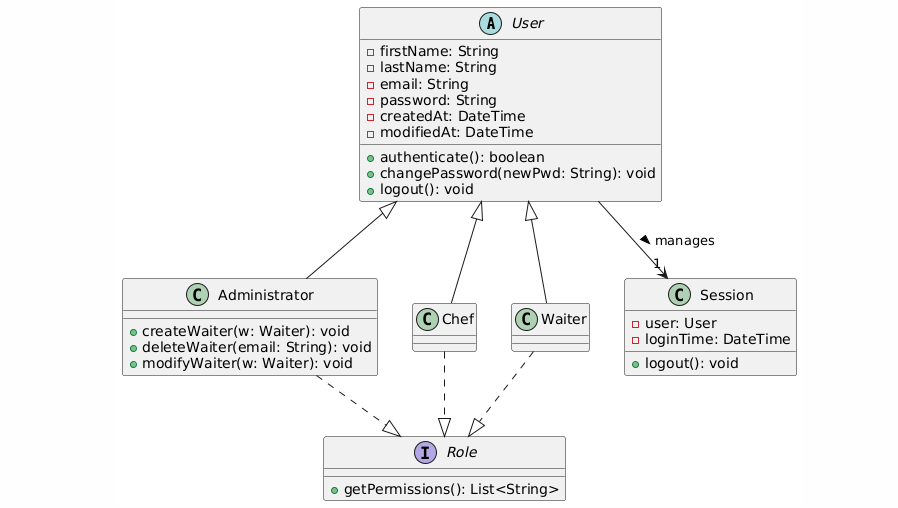 A User
firstName: String
lastName: String
email: String
password: String
createdAt: DateTime
modifiedAt: DateTime
authenticate(): boolean
changePassword(newPwd: String): void
logout(): void
manages
1
C Administrator
createWaiter(w: Waiter): void
deleteWaiter(email: String): void
modifyWaiter(w: Waiter): void
C Chef
C Waiter
C Session
user: User
loginTime: DateTime
logout(): void
I Role
getPermissions(): List<String>